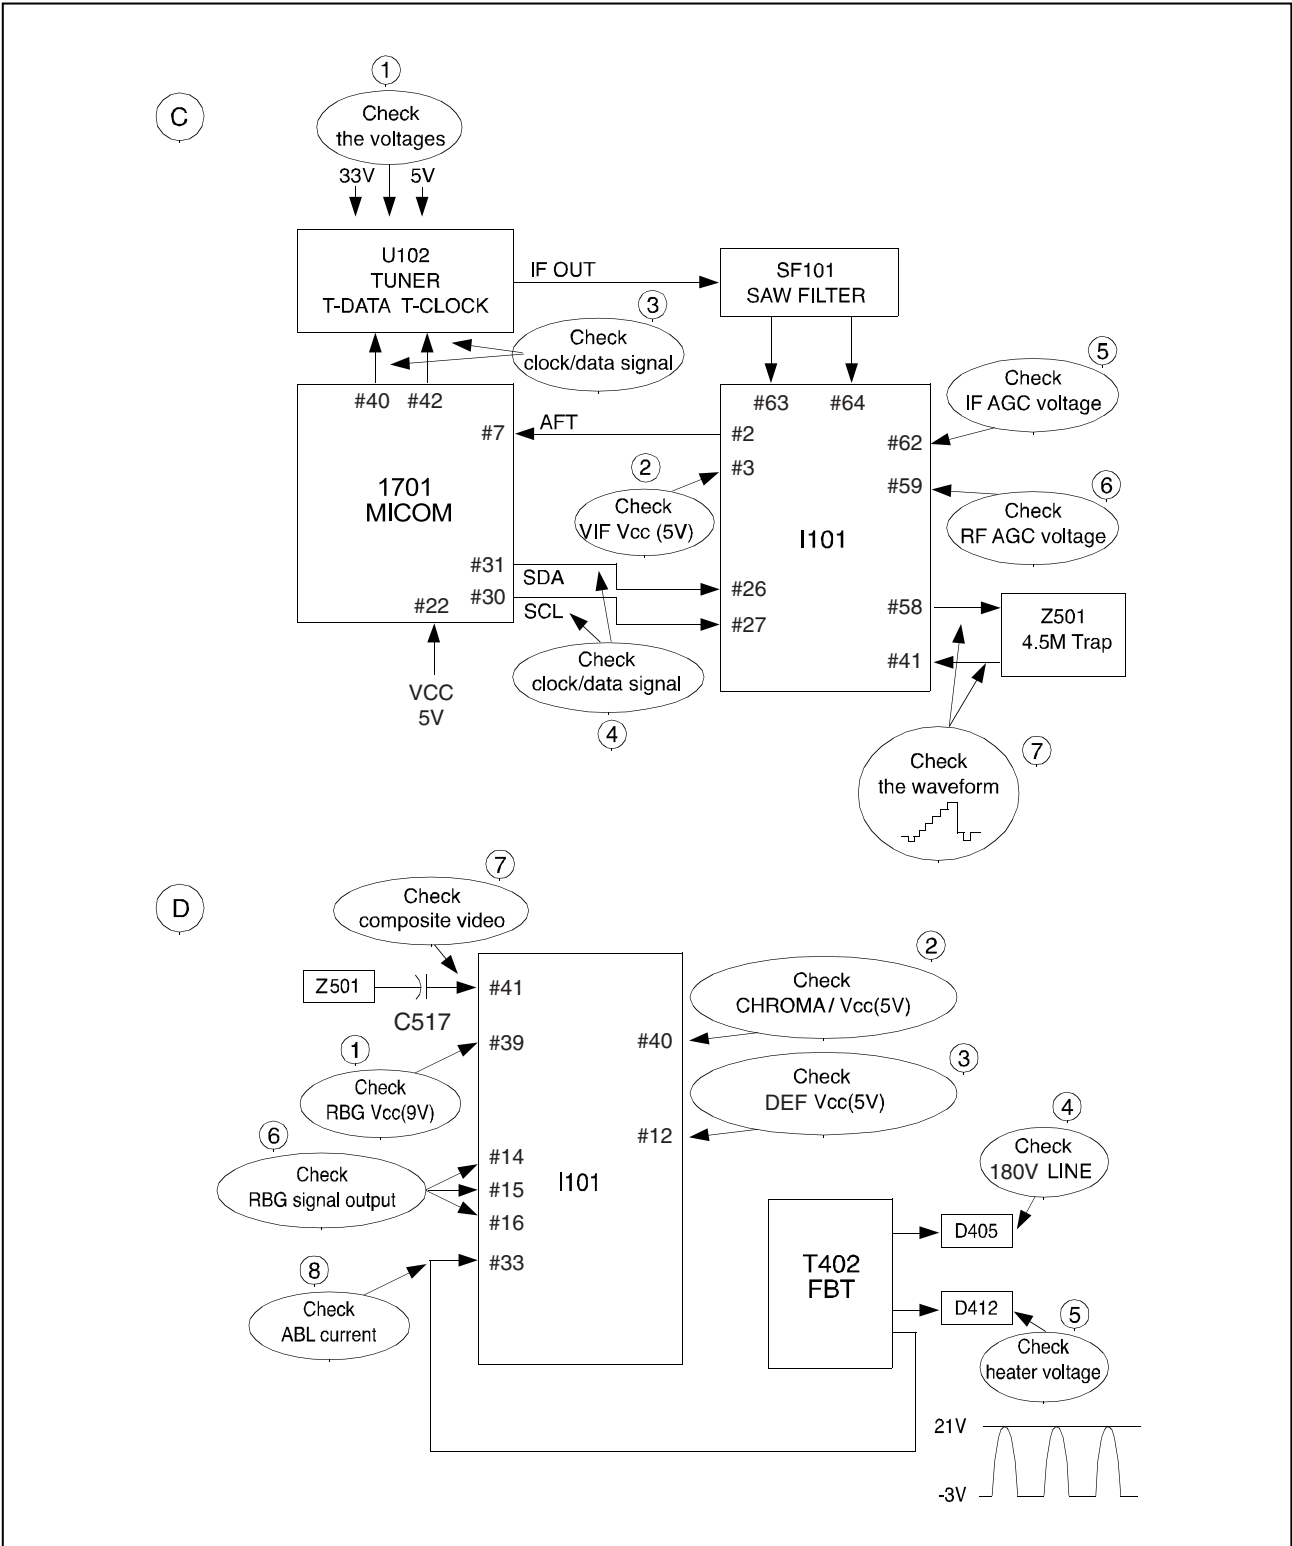 1
C
Check
the voltages
33V 5V
U102
TUNER
T-DATA T-CLOCK
IF OUT
SF101
SAW FILTER
3
Check
clock/data signal
5
Check
IF AGC voltage
#40 #42
#7
AFT
#63 #64
#2
#62
#3
2
Check
VIF Vcc (5V)
1701
MICOM
I101
#59
6
Check
RF AGC voltage
#31
SDA
#30
SCL
#22
#26
#27
#58
#41
Z501
4.5M Trap
VCC
5V
Check
clock/data signal
4
Check
the waveform
7
D
7
Check
composite video
Z501
C517
#41
#39
#40
2
Check
CHROMA / Vcc(5V)
1
Check
RBG Vcc(9V)
3
Check
DEF Vcc(5V)
#12
6
Check
RBG signal output
#14
#15
#16
I101
#33
4
Check
180V LINE
8
Check
ABL current
T402
FBT
D405
D412
5
Check
heater voltage
21V
-3V